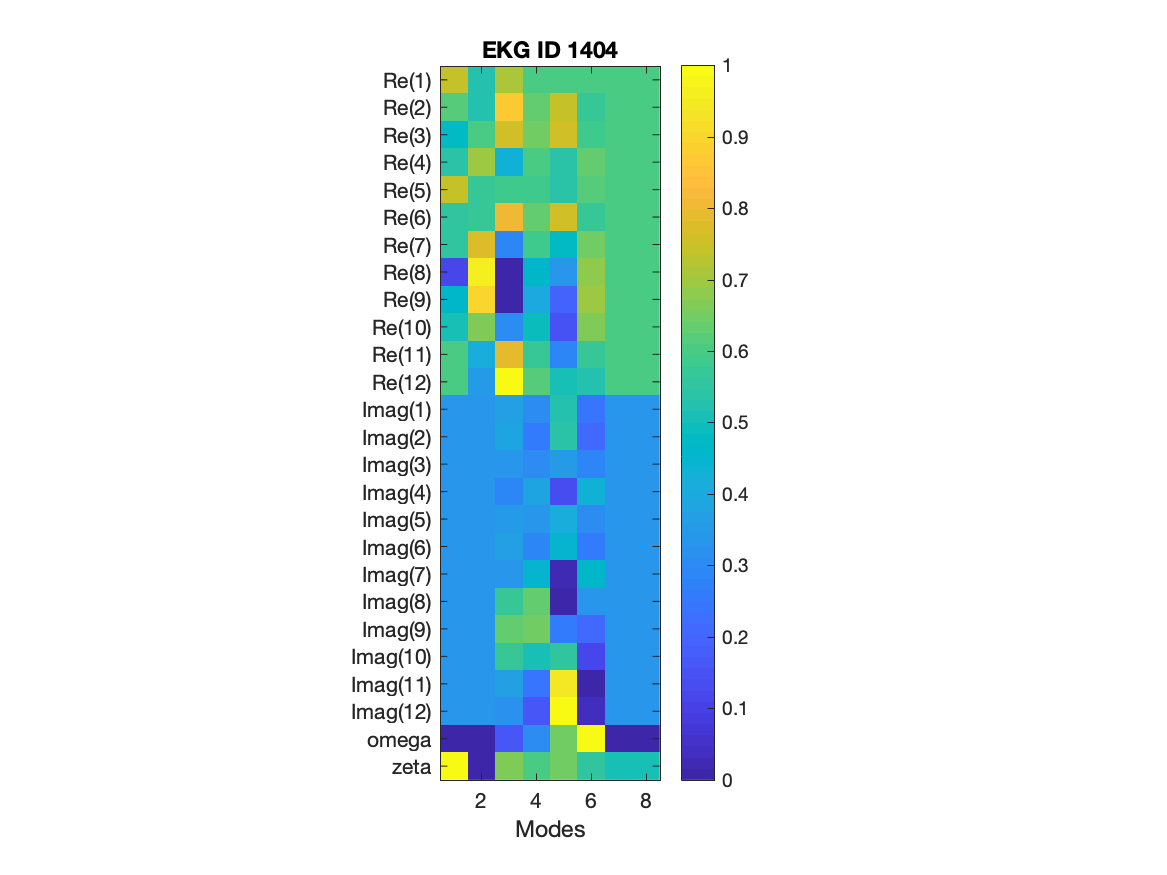 EKG ID 1404
Re(1)
Re(2)
Re(3)
Re(4)
Re(5)
Re(6)
Re(7)
Re(8)
Re(9)
Re(10)
Re(11)
Re(12)
Imag(1)
Imag(2)
Imag(3)
Imag(4)
Imag(5)
Imag(6)
Imag(7)
Imag(8)
Imag(9)
Imag(10)
Imag(11)
Imag(12)
omega
zeta
2 4 6 8
Modes
1
0.9
0.8
0.7
0.6
0.5
0.4
0.3
0.2
0.1
0